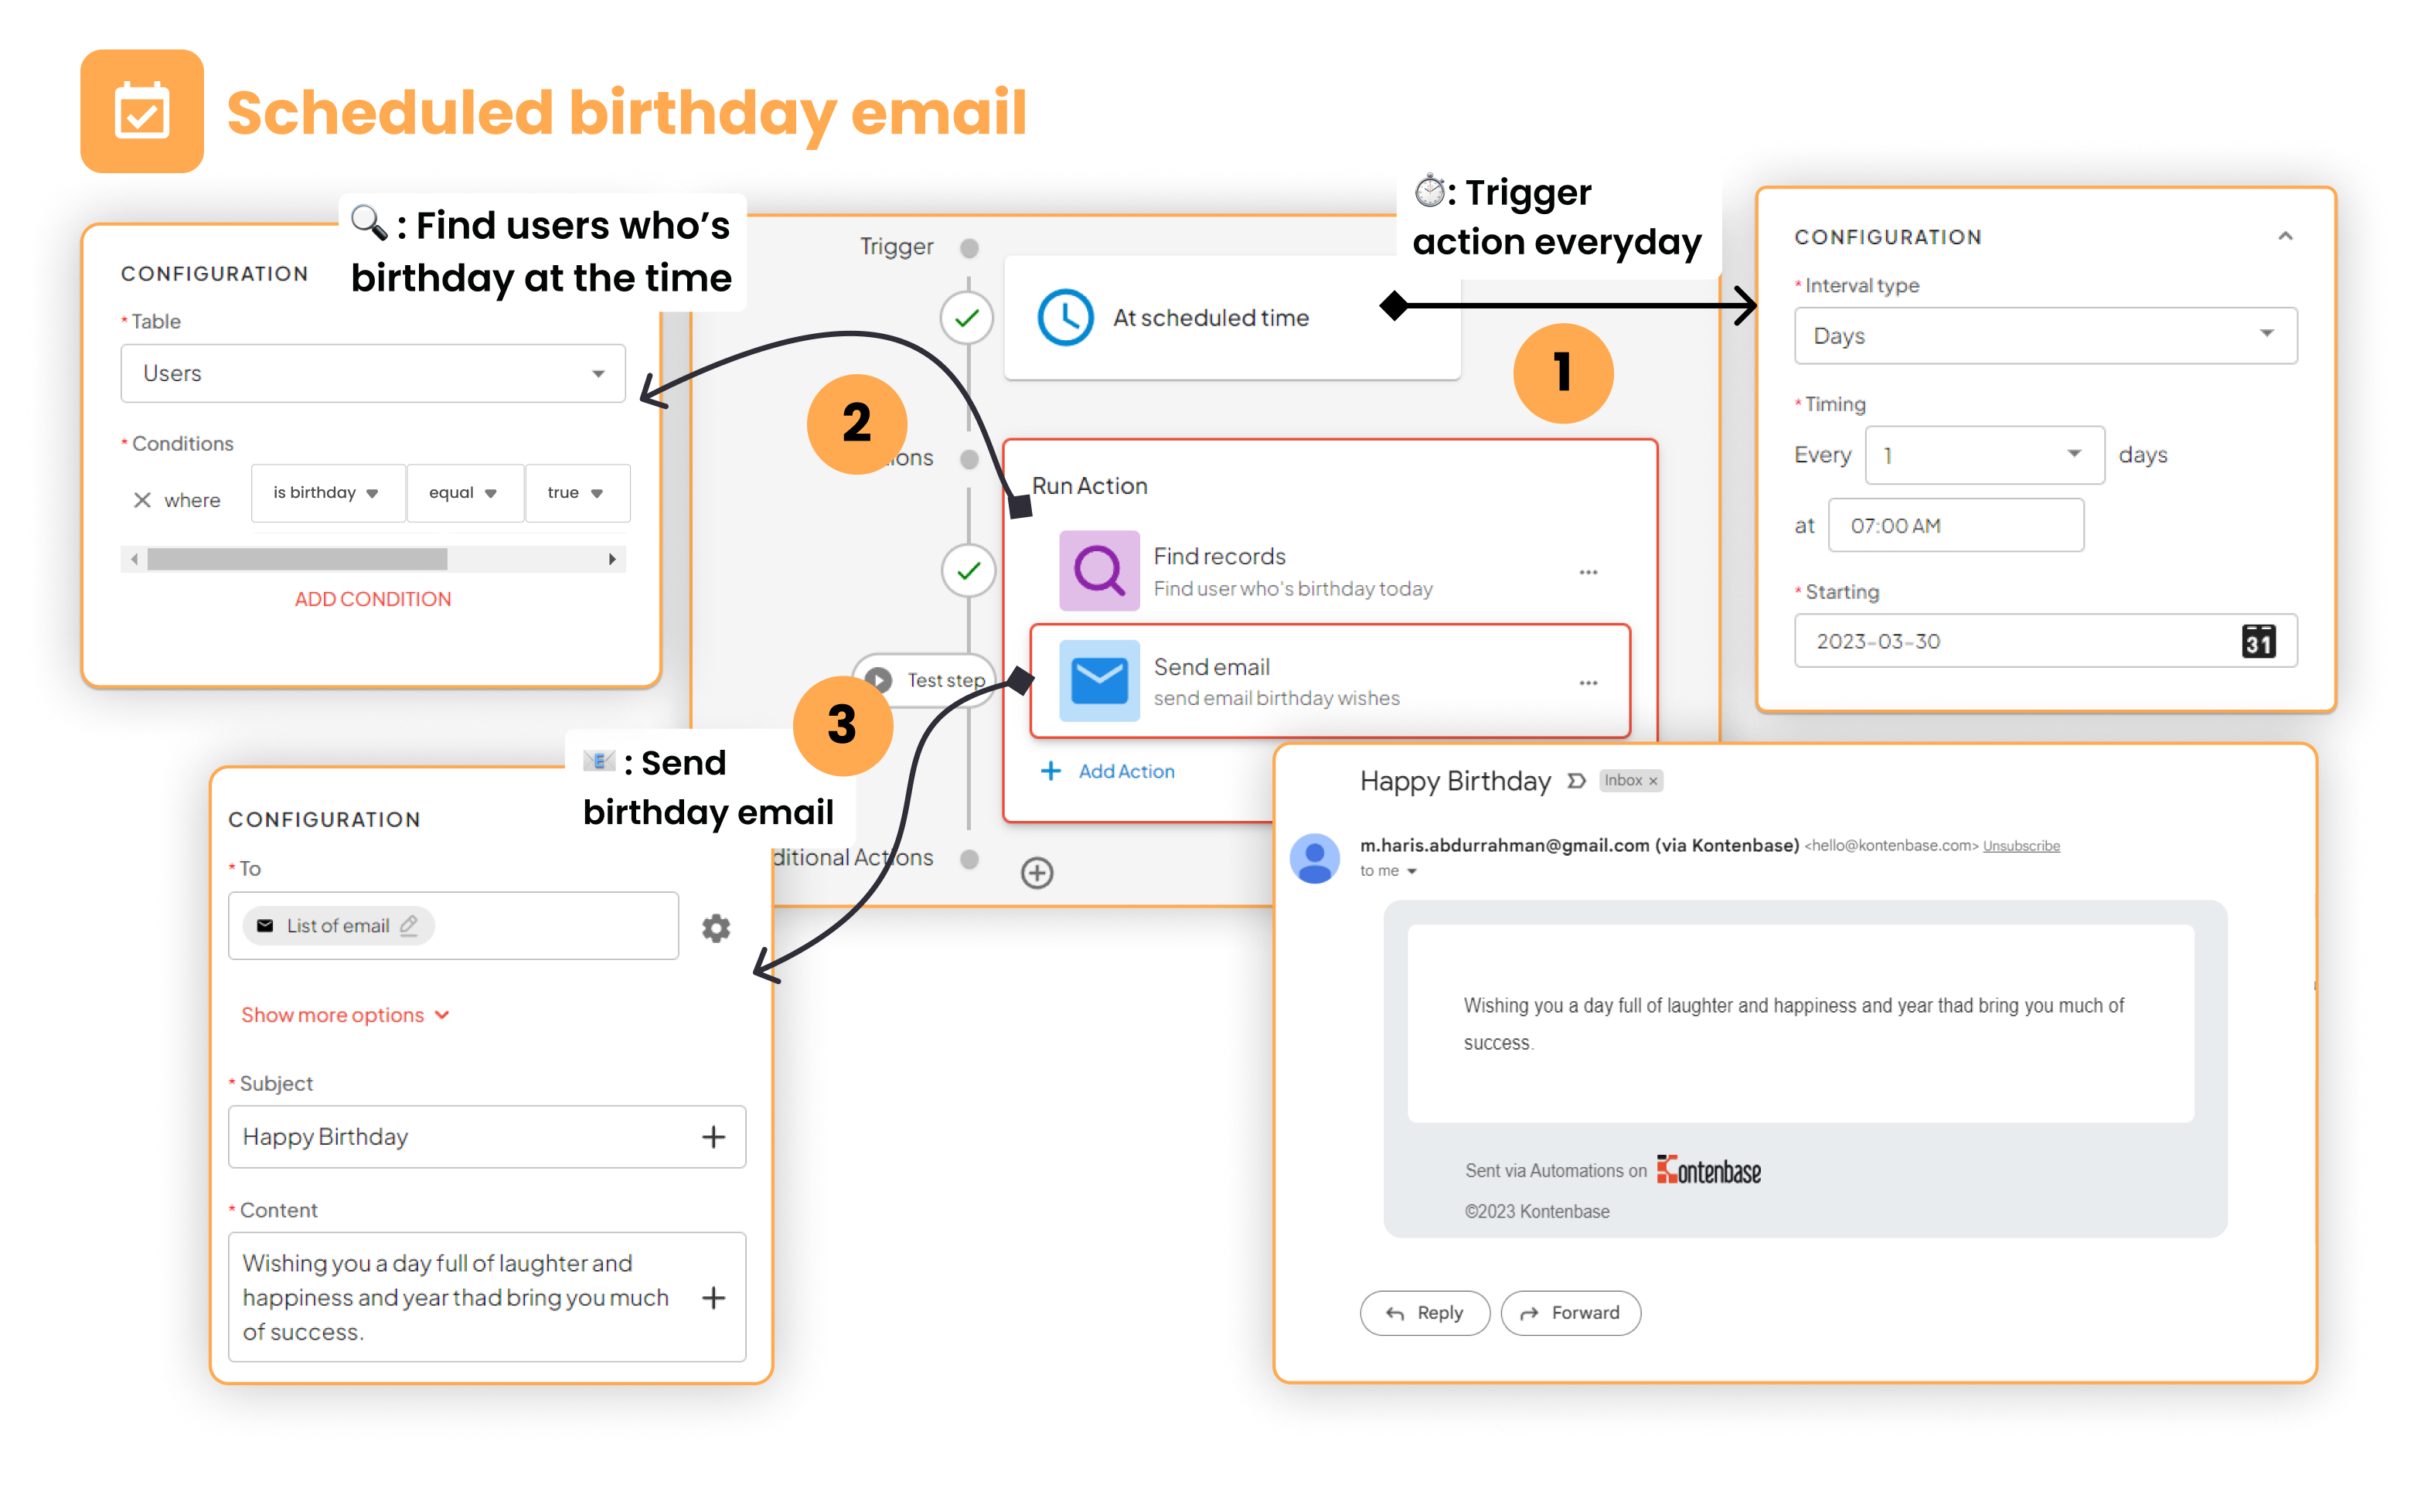 Scheduled birthday email
: Find users who's
birthday at the time
CONFIGURATION
* Table
Users
* Conditions
where is birthday equal true
ADD CONDITION
Trigger
At scheduled time
: Trigger
action everyday
1
2
ions
Run Action
Find records
Find user who's birthday today
Send email
send email birthday wishes
Test step
3
Add Action
ditional Actions
CONFIGURATION
* Interval type
Days
* Timing
Every 1 days
at 07:00 AM
* Starting
2023-03-30
31
: Send
birthday email
CONFIGURATION
* To
List of email
Show more options
* Subject
Happy Birthday
* Content
Wishing you a day full of laughter and
happiness and year thad bring you much
of success.
Happy Birthday Inbox ×
m.haris.abdurrahman@gmail.com (via Kontenbase) <hello@kontenbase.com> Unsubscribe
to me
Wishing you a day full of laughter and happiness and year thad bring you much of
success.
Sent via Automations on Kontenbase
©2023 Kontenbase
Reply Forward